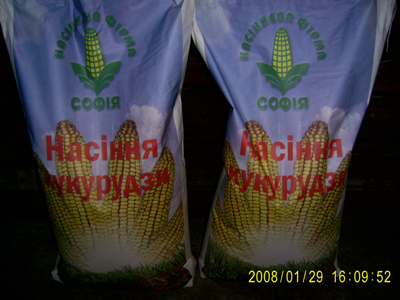 НАСІННЄВА ФІРМА
СОФІЯ
Насіння
кукурудзи
НАСІННЄВА ФІРМА
СОФІЯ
Насіння
кукурудзи
2008/01/29 16:09:52